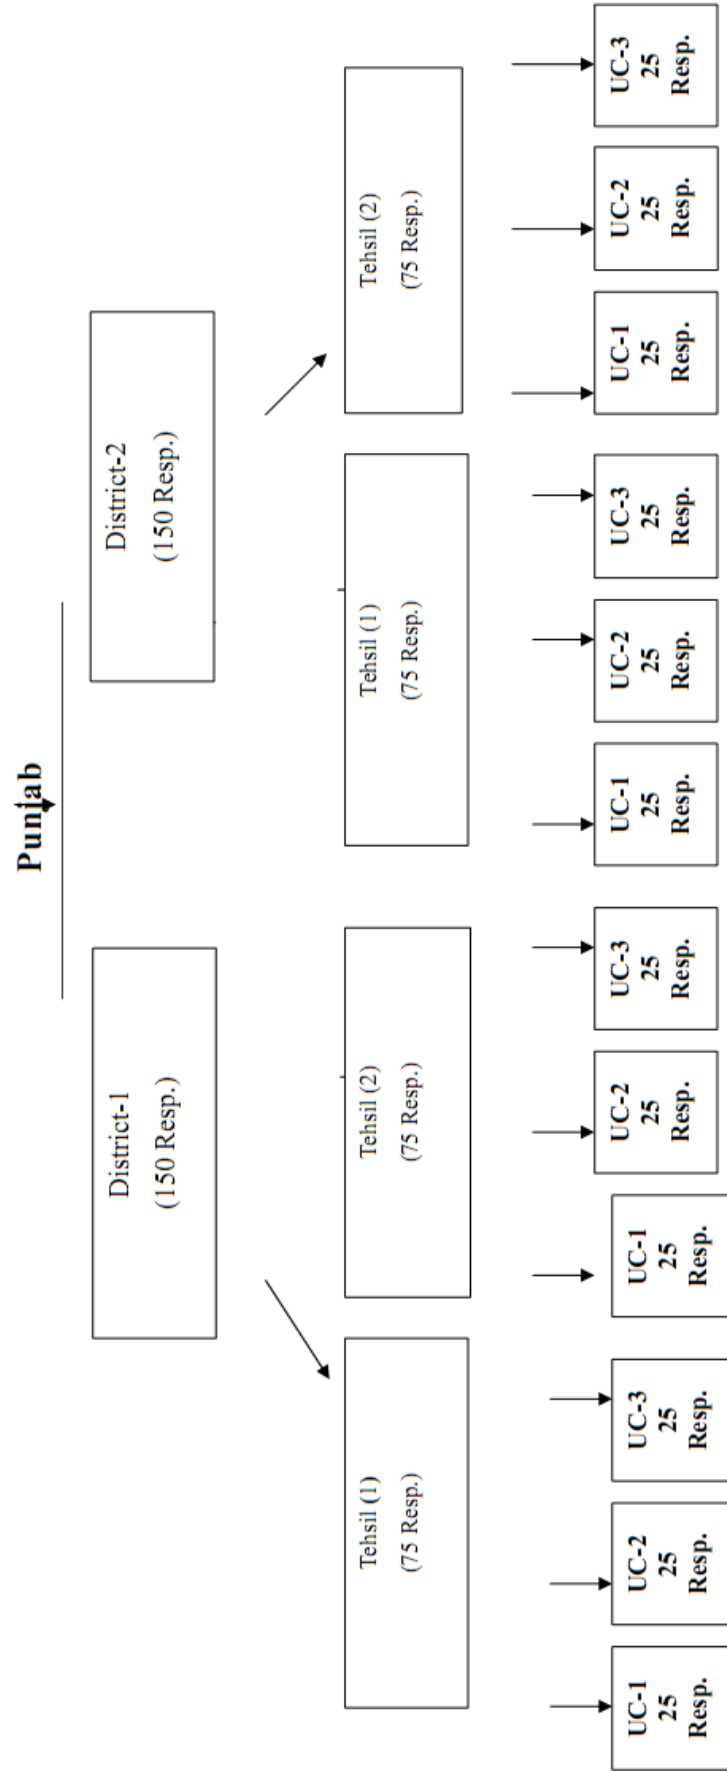 Punjab
District-1
(150 Resp.)
District-2
(150 Resp.)
Tehsil (1)
(75 Resp.)
Tehsil (2)
(75 Resp.)
Tehsil (1)
(75 Resp.)
Tehsil (2)
(75 Resp.)
UC-1
25
Resp.
UC-2
25
Resp.
UC-3
25
Resp.
UC-1
25
Resp.
UC-2
25
Resp.
UC-3
25
Resp.
UC-1
25
Resp.
UC-2
25
Resp.
UC-3
25
Resp.
UC-1
25
Resp.
UC-2
25
Resp.
UC-3
25
Resp.